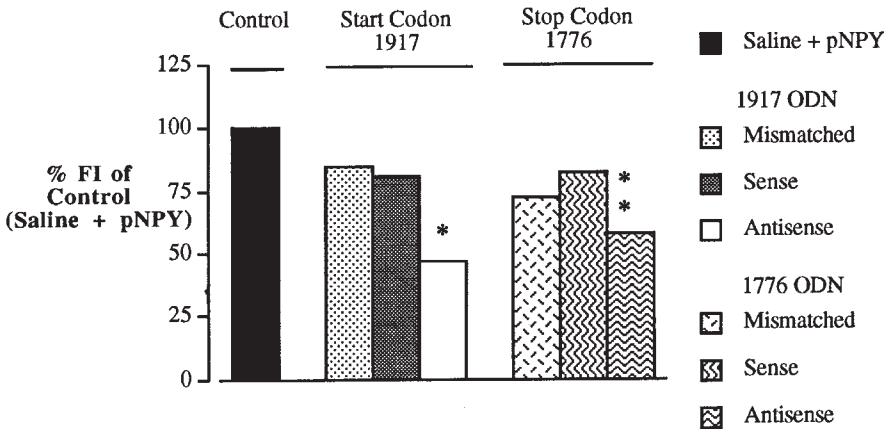 Control
Start Codon
1917
Stop Codon
1776
125
100
75
50
25
0
% FI of
Control
(Saline + pNPY)
*
*
*
Saline + pNPY
1917 ODN
Mismatched
Sense
Antisense
1776 ODN
Mismatched
Sense
Antisense